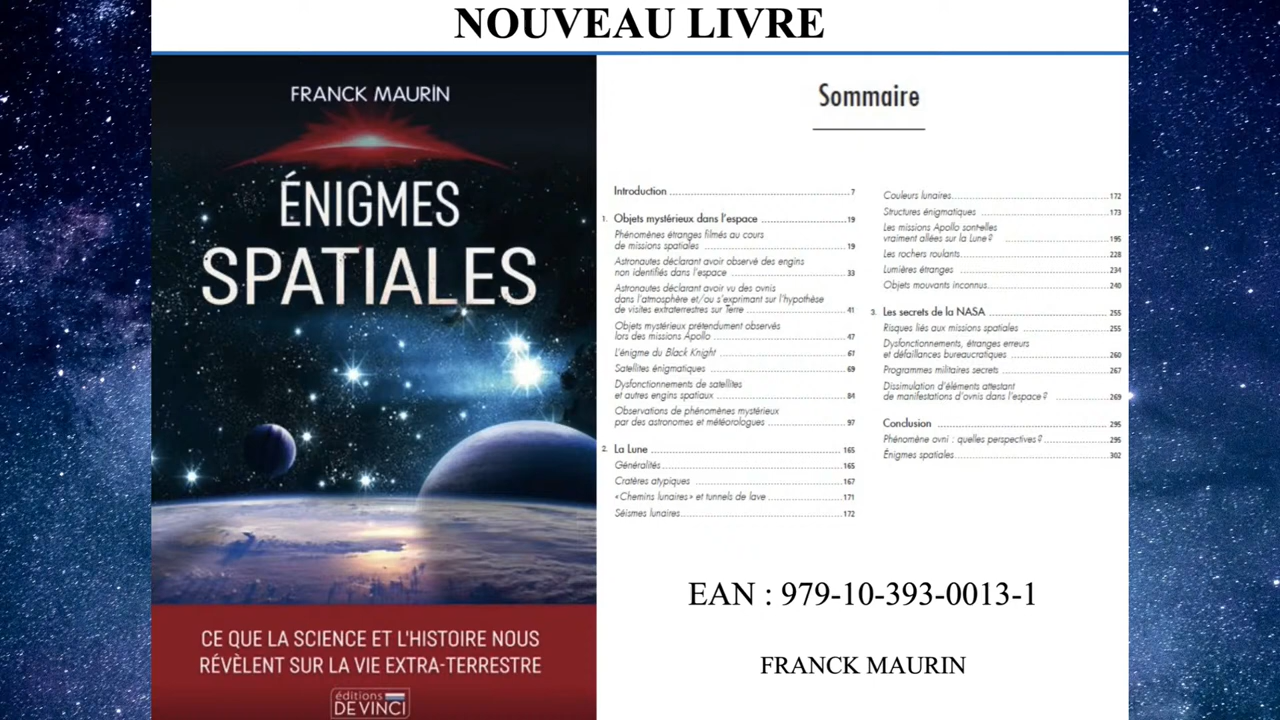 NOUVEAU LIVRE
FRANCK MAURIN
ÉNIGMES
SPATIALES
CE QUE LA SCIENCE ET L'HISTOIRE NOUS
RÉVÈLENT SUR LA VIE EXTRA-TERRESTRE
éditions
DE VINCI
Sommaire
Introduction 7
1. Objets mystérieux dans l'espace 19
Phénomènes étranges filmés au cours
de missions spatiales 19
Astronautes déclarant avoir observé des engins
non identifiés dans l'espace 33
Astronautes déclarant avoir vu des ovnis
dans l'atmosphère et/ou s'exprimant sur l'hypothèse
de visites extraterrestres sur Terre 41
Objets mystérieux prétendument observés
lors des missions Apollo 47
L'énigme du Black Knight 61
Satellites énigmatiques 69
Dysfonctionnements de satellites
et autres engins spatiaux 84
Observations de phénomènes mystérieux
par des astronomes et météorologues 97
2. La Lune 165
Généralités 165
Cratères atypiques 167
« Chemins lunaires » et tunnels de lave 171
Séismes lunaires 172
Couleurs lunaires 172
Structures énigmatiques 173
Les missions Apollo sont-elles
vraiment allées sur la Lune ? 195
Les rochers roulants 228
Lumières étranges 234
Objets mouvants inconnus 240
3. Les secrets de la NASA 255
Risques liés aux missions spatiales 255
Dysfonctionnements, étranges erreurs
et défaillances bureaucratiques 260
Programmes militaires secrets 267
Dissimulation d'éléments attestant
de manifestations d'ovnis dans l'espace ? 269
Conclusion 295
Phénomène ovni : quelles perspectives ? 295
Énigmes spatiales 302
EAN : 979-10-393-0013-1
FRANCK MAURIN